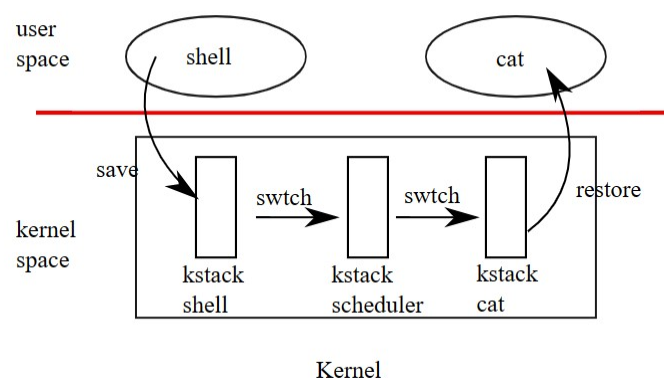 user
space
shell
cat
save
swtch
swtch
restore
kernel
space
kstack
shell
kstack
scheduler
kstack
cat
Kernel